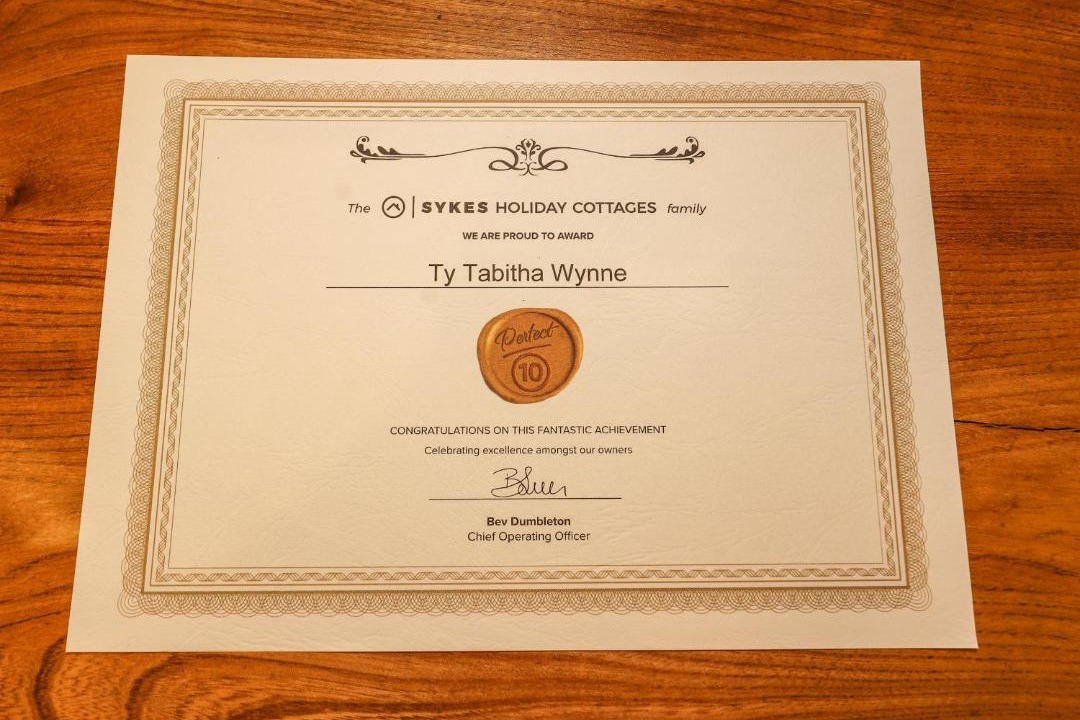 The SYKES HOLIDAY COTTAGES family
WE ARE PROUD TO AWARD
Ty Tabitha Wynne
Perfect
10
CONGRATULATIONS ON THIS FANTASTIC ACHIEVEMENT
Celebrating excellence amongst our owners
Bev Dumbleton
Chief Operating Officer